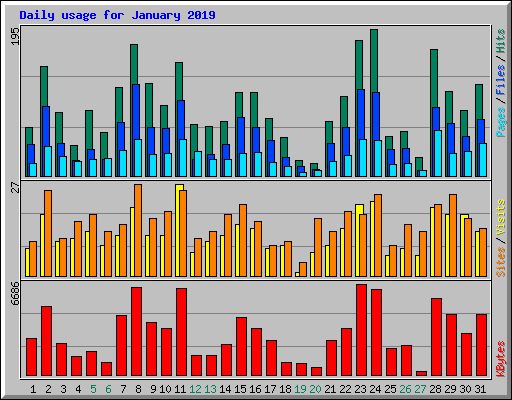 Daily usage for January 2019
195
Pages / Files / Hits
27
Sites / Visits
6686
KBytes
1 2 3 4 5 6 7 8 9 10 11 12 13 14 15 16 17 18 19 20 21 22 23 24 25 26 27 28 29 30 31